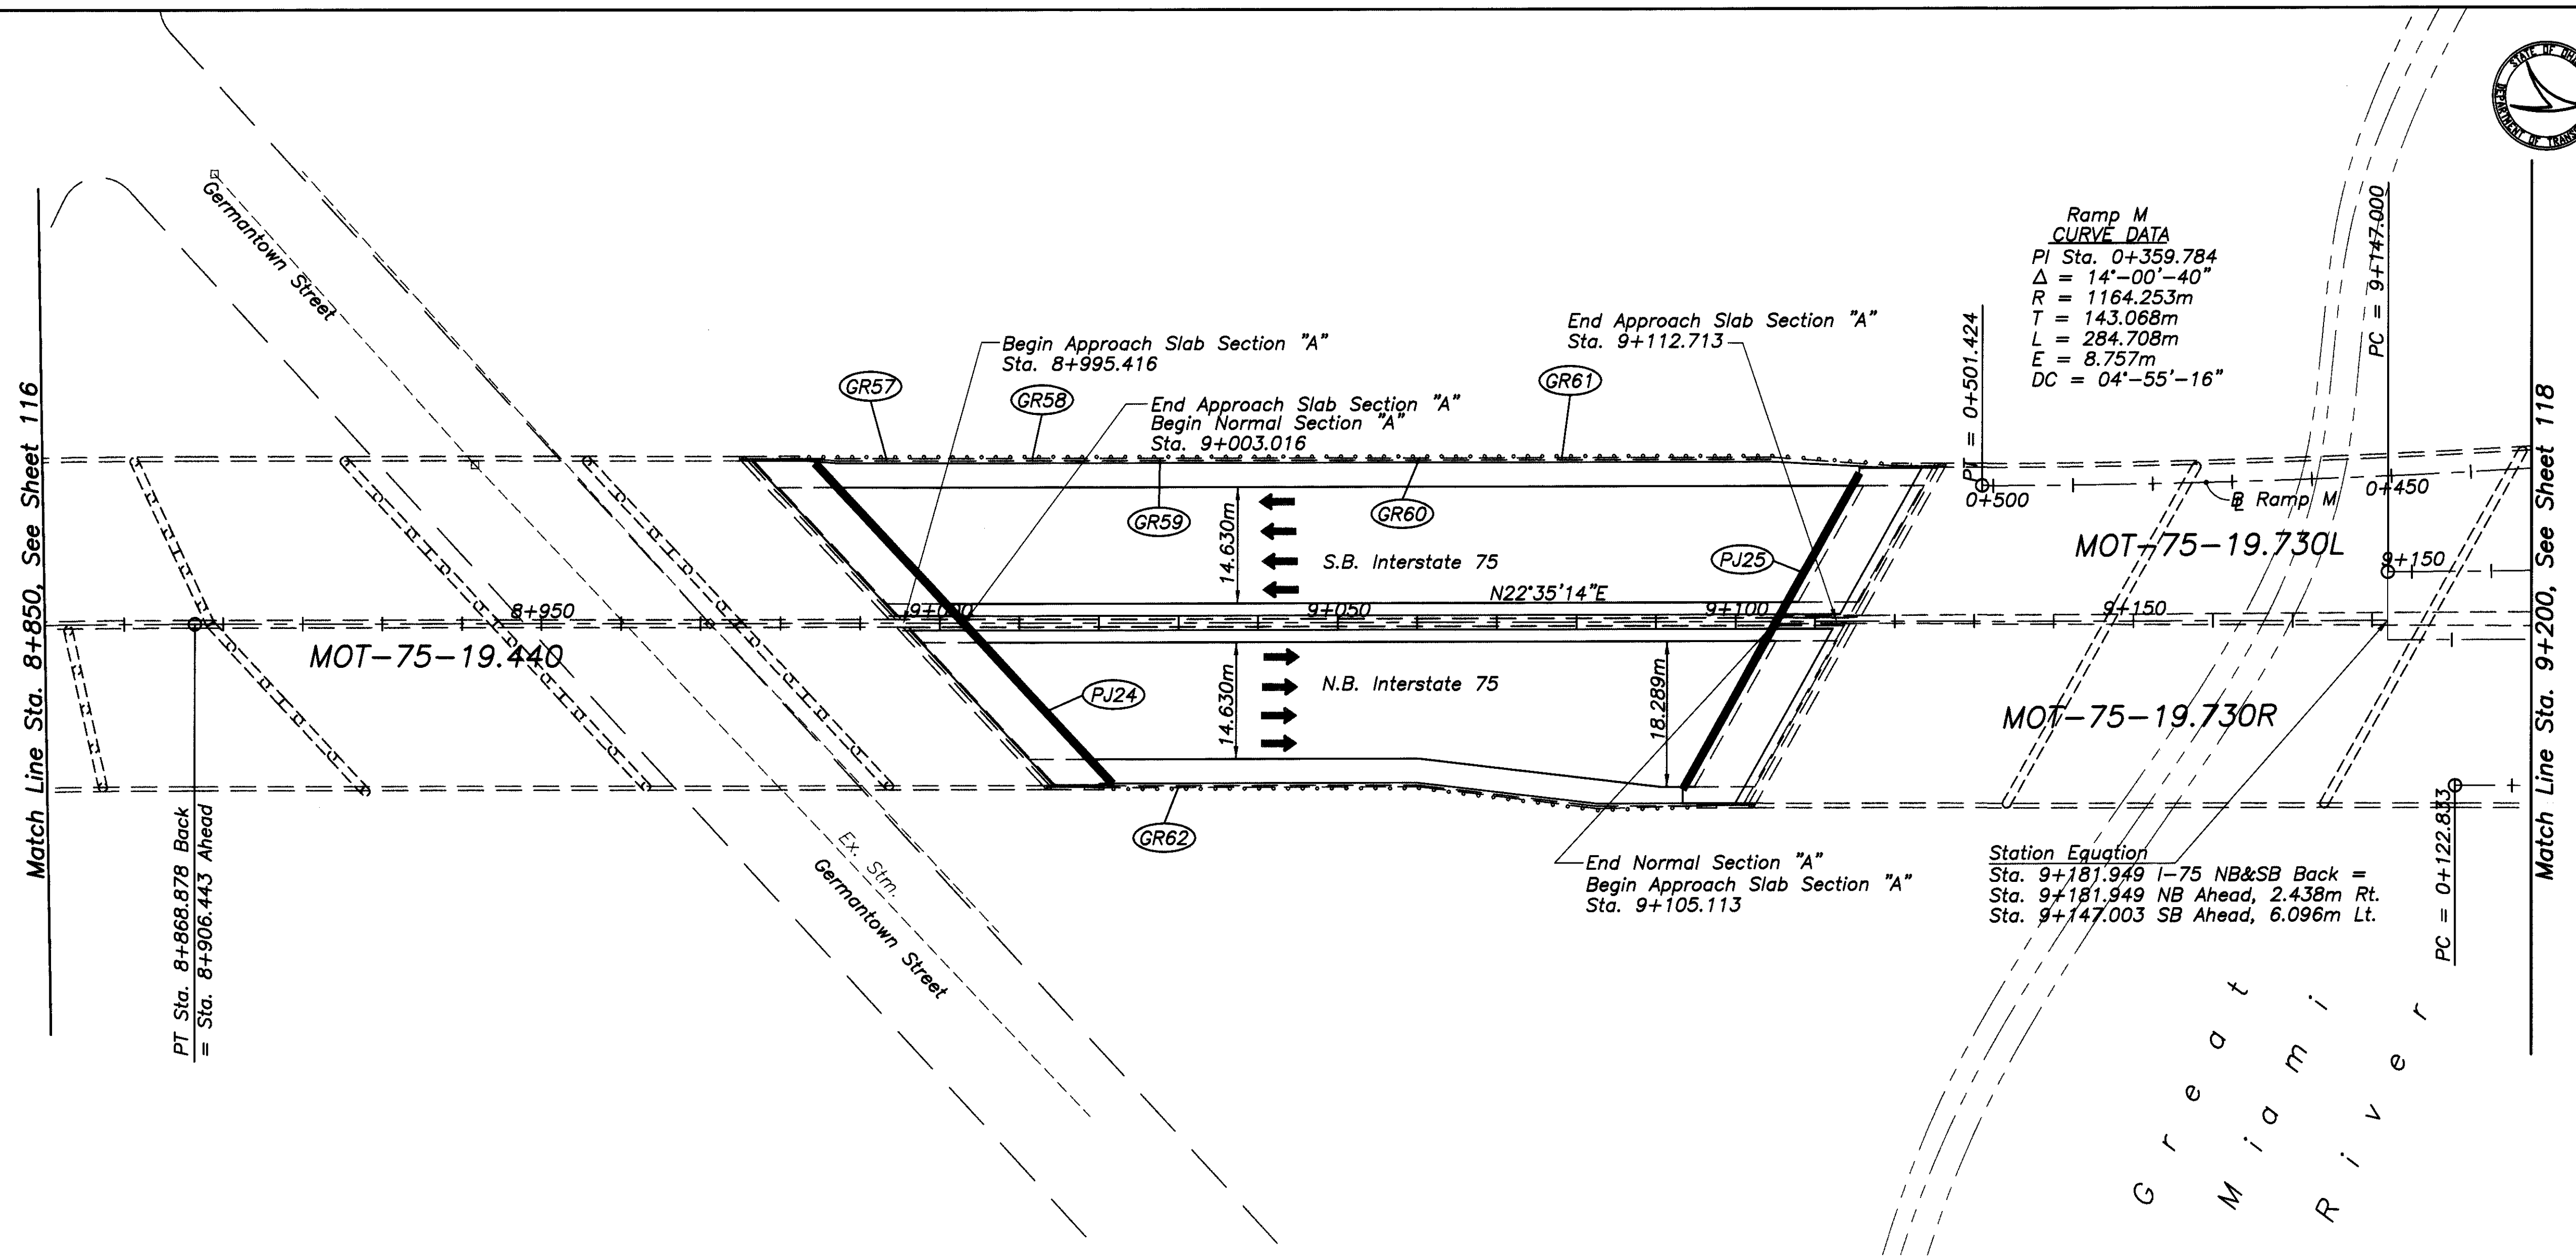 STATE OF OH
DEPARTMENT OF TRANS
Match Line Sta. 8+850, See Sheet 116
Germantown Street
PT Sta. 8+868.878 Back
= Sta. 8+906.443 Ahead
MOT-75-19.440
8+950
Begin Approach Slab Section "A"
Sta. 8+995.416
End Approach Slab Section "A"
Begin Normal Section "A"
Sta. 9+003.016
End Approach Slab Section "A"
Sta. 9+112.713
GR57
GR58
GR59
GR60
GR61
14.630m
S.B. Interstate 75
N22°35'14"E
PJ25
9+000
9+050
9+100
9+150
PJ24
14.630m
N.B. Interstate 75
18.289m
GR62
Ex. Stm.
Germantown Street
End Normal Section "A"
Begin Approach Slab Section "A"
Sta. 9+105.113
Ramp M
CURVE DATA
PI Sta. 0+359.784
Δ = 14°-00'-40"
R = 1164.253m
T = 143.068m
L = 284.708m
E = 8.757m
DC = 04°-55'-16"
PT = 0+501.424
PC = 9+147.000
0+500
℄ Ramp M
0+450
MOT-75-19.730L
9+150
MOT-75-19.730R
Station Equation
Sta. 9+181.949 I-75 NB&SB Back =
Sta. 9+181.949 NB Ahead, 2.438m Rt.
Sta. 9+147.003 SB Ahead, 6.096m Lt.
PC = 0+122.833
Great
Miami
River
Match Line Sta. 9+200, See Sheet 118